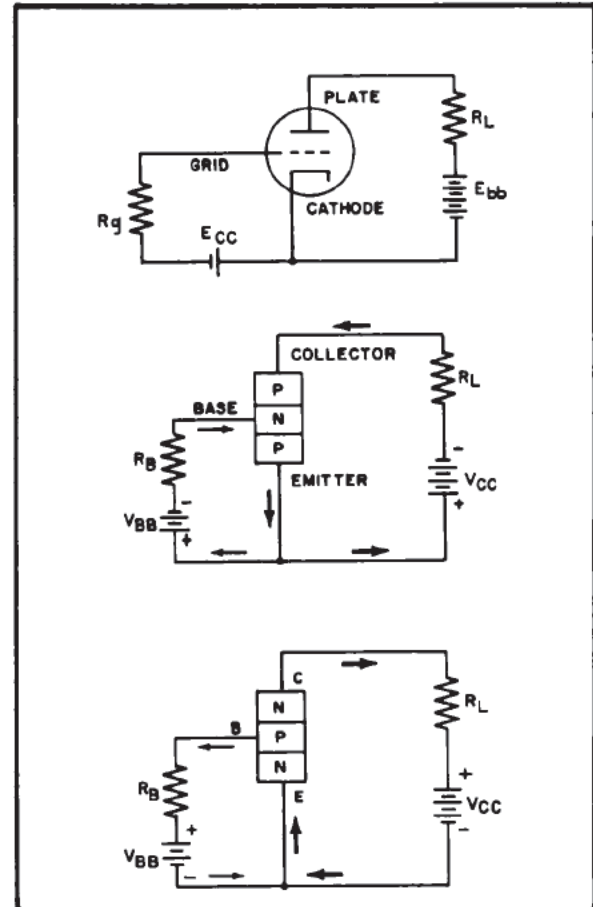 PLATE
RL
GRID
Ebb
CATHODE
Rg
ECC
COLLECTOR
RL
P
BASE
N
RB
P
EMITTER
-
VCC
+
-
VBB
+
C
N
RL
B
P
N
RB
E
+
VCC
-
+
VBB
-